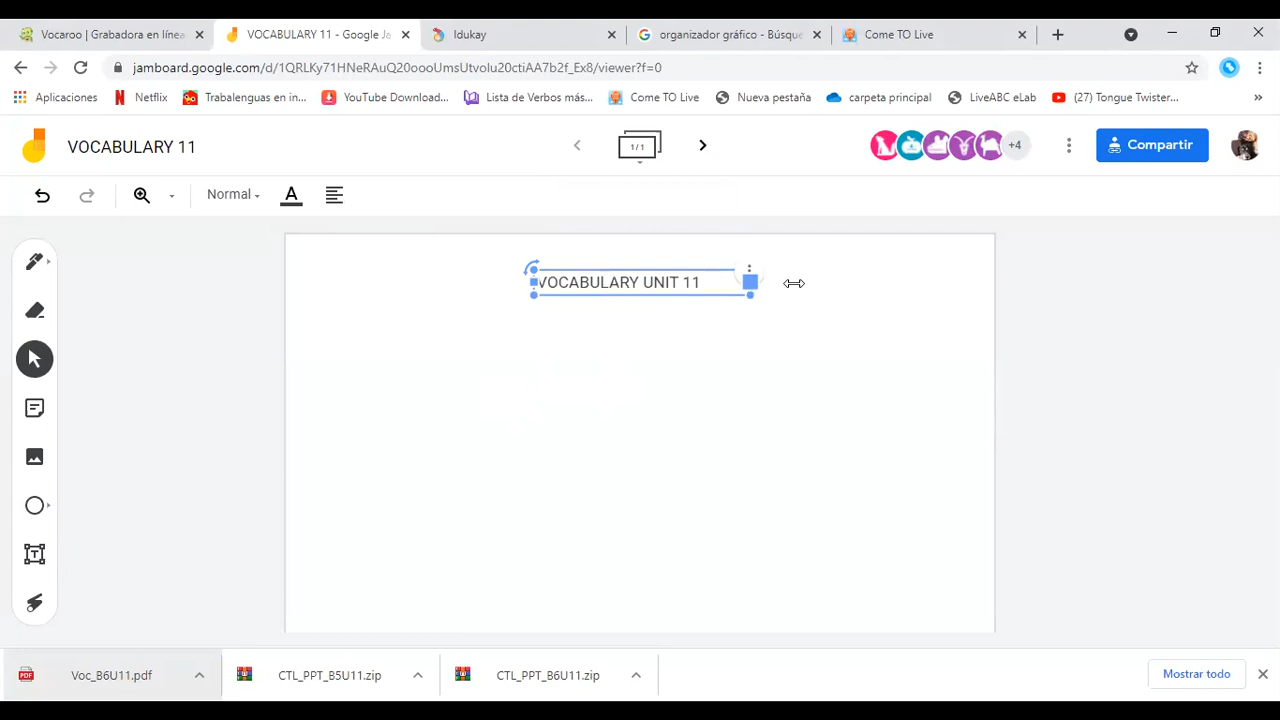 Vocaroo | Grabadora en línea
VOCABULARY 11 - Google Ja
Idukay
organizador gráfico - Búsque
Come TO Live
jamboard.google.com/d/1QRLKy71HNeRAuQ20oooUmsUtvolu20ctiAA7b2f_Ex8/viewer?f=0
Aplicaciones
Netflix
Trabalenguas en in...
YouTube Download...
Lista de Verbos más...
Come TO Live
Nueva pestaña
carpeta principal
LiveABC eLab
(27) Tongue Twister...
»
VOCABULARY 11
1/1
+4
Compartir
Normal
A
VOCABULARY UNIT 11
Voc_B6U11.pdf
CTL_PPT_B5U11.zip
CTL_PPT_B6U11.zip
Mostrar todo